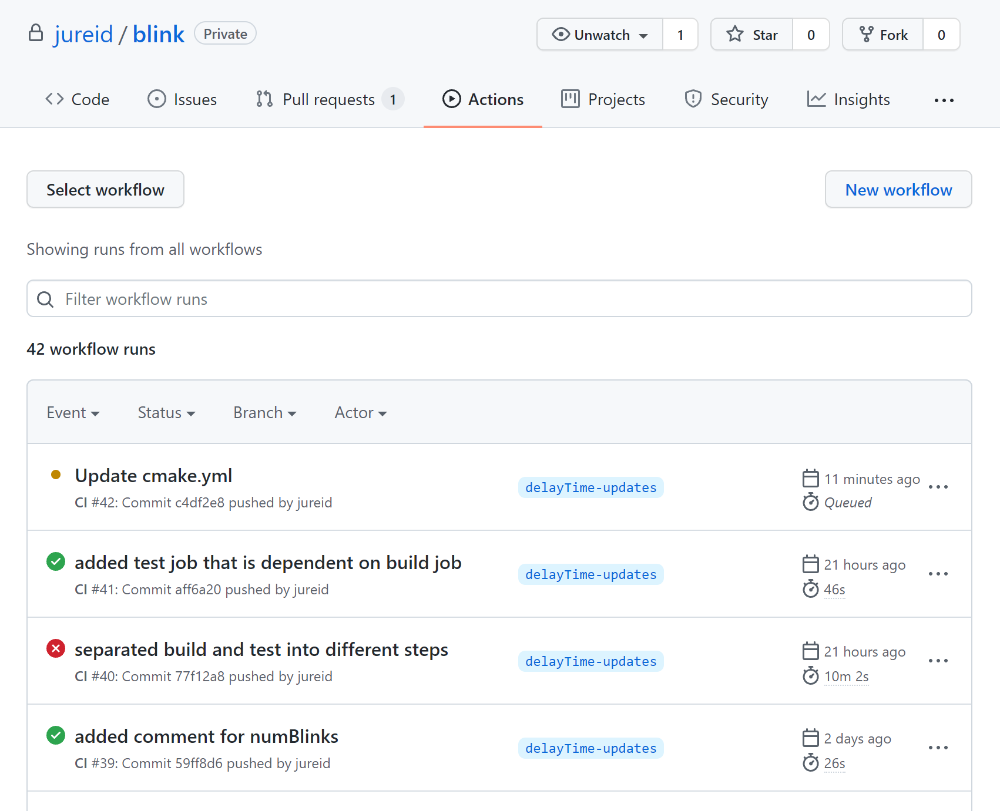 jureid / blink Private Unwatch 1 Star 0 Fork 0
Code Issues Pull requests 1 Actions Projects Security Insights ...
Select workflow New workflow
Showing runs from all workflows
Filter workflow runs
42 workflow runs
Event Status Branch Actor
Update cmake.yml
CI #42: Commit c4df2e8 pushed by jureid
delayTime-updates
11 minutes ago
Queued
added test job that is dependent on build job
CI #41: Commit aff6a20 pushed by jureid
delayTime-updates
21 hours ago
46s
separated build and test into different steps
CI #40: Commit 77f12a8 pushed by jureid
delayTime-updates
21 hours ago
10m 2s
added comment for numBlinks
CI #39: Commit 59ff8d6 pushed by jureid
delayTime-updates
2 days ago
26s